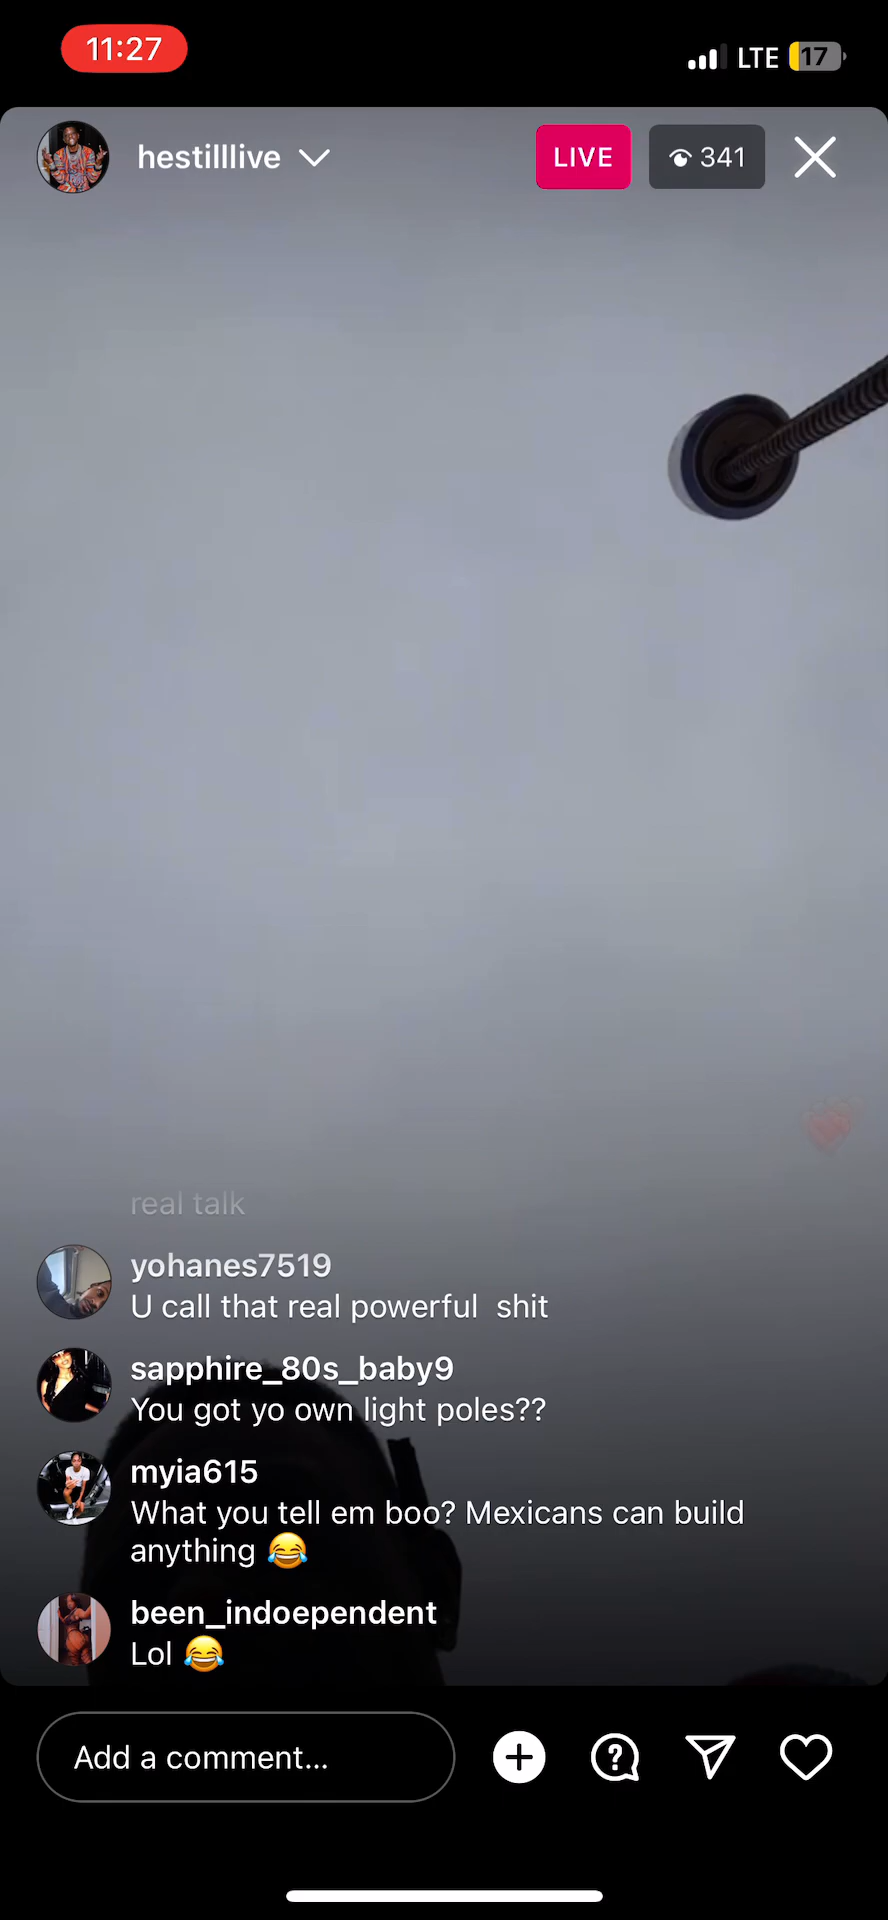 11:27
LTE 17
hestilllive
LIVE
341
real talk
yohanes7519
U call that real powerful  shit
sapphire_80s_baby9
You got yo own light poles??
myia615
What you tell em boo? Mexicans can build
anything 😂
been_indoependent
Lol 😂
Add a comment...